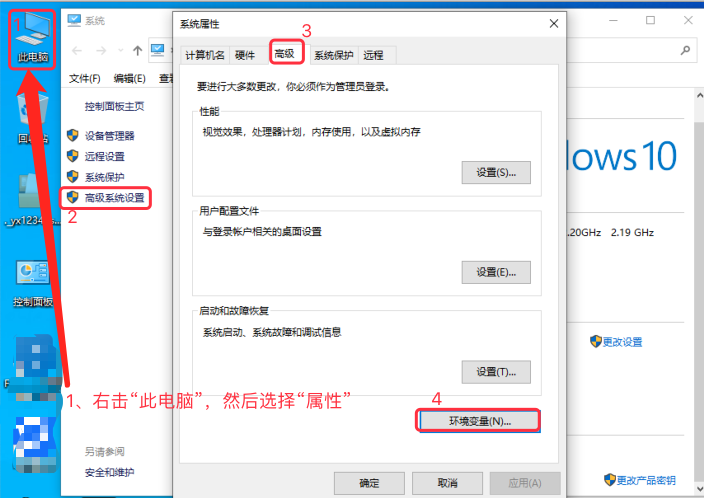 1
此电脑
回收站
控制面板
系统
文件(F)
编辑(E)
控制面板主页
设备管理器
远程设置
系统保护
高级系统设置
2
另请参阅
安全和维护
系统属性
3
计算机名
硬件
高级
系统保护
远程
要进行大多数更改，你必须作为管理员登录。
性能
视觉效果，处理器计划，内存使用，以及虚拟内存
设置(S)...
用户配置文件
与登录帐户相关的桌面设置
设置(E)...
启动和故障恢复
系统启动、系统故障和调试信息
设置(T)...
1、右击“此电脑”，然后选择“属性”
4
环境变量(N)...
确定
取消
应用(A)
dows 10
.20GHz 2.19 GHz
更改设置
更改产品密钥